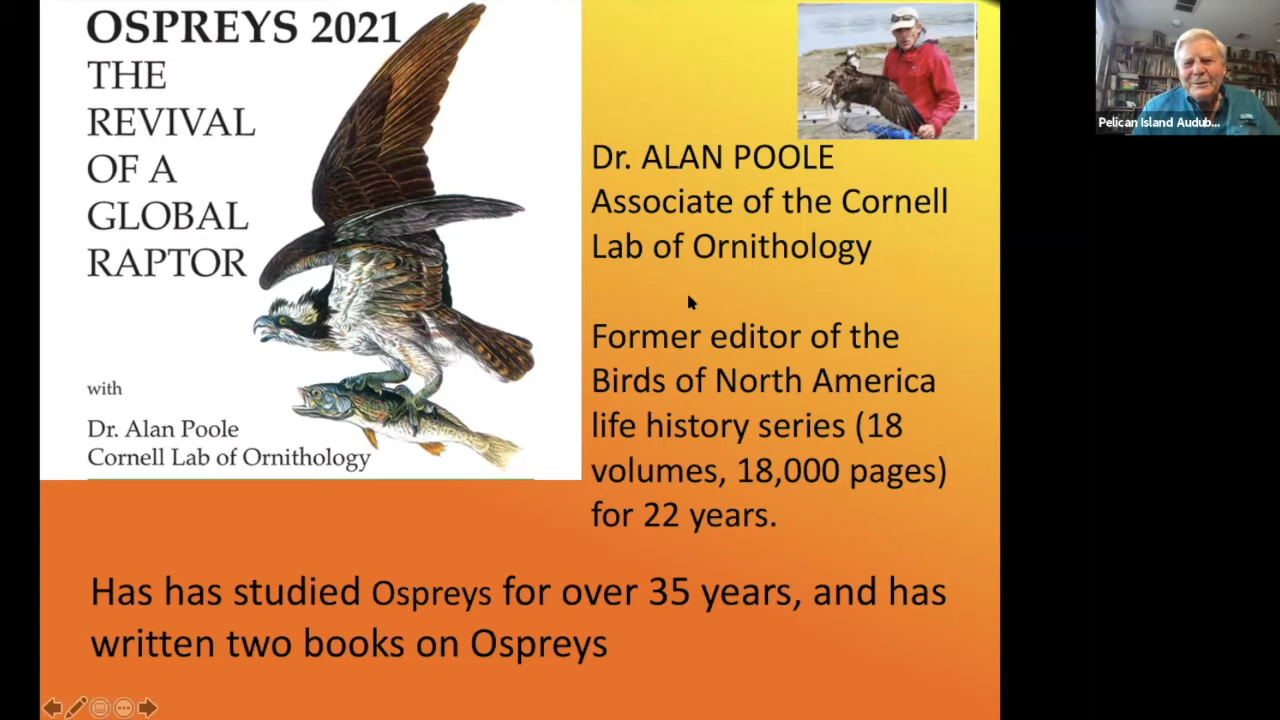 OSPREYS 2021
THE
REVIVAL
OF A
GLOBAL
RAPTOR
with
Dr. Alan Poole
Cornell Lab of Ornithology
Dr. ALAN POOLE
Associate of the Cornell
Lab of Ornithology
Former editor of the
Birds of North America
life history series (18
volumes, 18,000 pages)
for 22 years.
Has has studied Ospreys for over 35 years, and has
written two books on Ospreys
Pelican Island Audub...